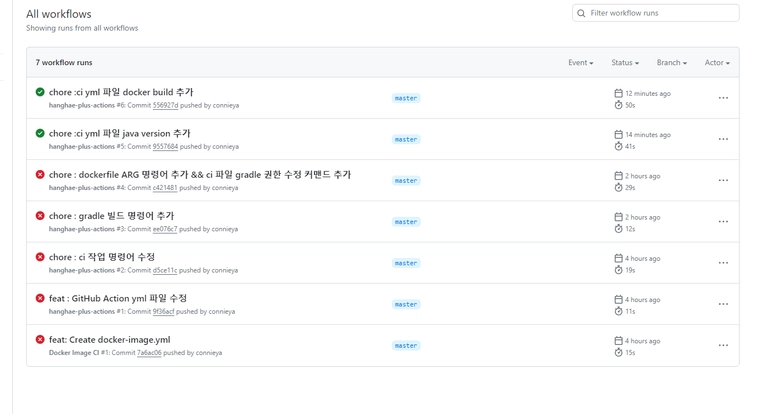 All workflows
Showing runs from all workflows
Filter workflow runs
7 workflow runs
Event Status Branch Actor
chore :ci yml 파일 docker build 추가
hanghae-plus-actions #6: Commit 556927d pushed by connieya
master
12 minutes ago
50s
chore :ci yml 파일 java version 추가
hanghae-plus-actions #5: Commit 9557684 pushed by connieya
master
14 minutes ago
41s
chore : dockerfile ARG 명령어 추가 && ci 파일 gradle 권한 수정 커맨드 추가
hanghae-plus-actions #4: Commit c421481 pushed by connieya
master
2 hours ago
29s
chore : gradle 빌드 명령어 추가
hanghae-plus-actions #3: Commit ee076c7 pushed by connieya
master
2 hours ago
12s
chore : ci 작업 명령어 수정
hanghae-plus-actions #2: Commit d5ce11c pushed by connieya
master
4 hours ago
19s
feat : GitHub Action yml 파일 수정
hanghae-plus-actions #1: Commit 9f36acf pushed by connieya
master
4 hours ago
11s
feat: Create docker-image.yml
Docker Image CI #1: Commit 7a6ac06 pushed by connieya
master
4 hours ago
15s